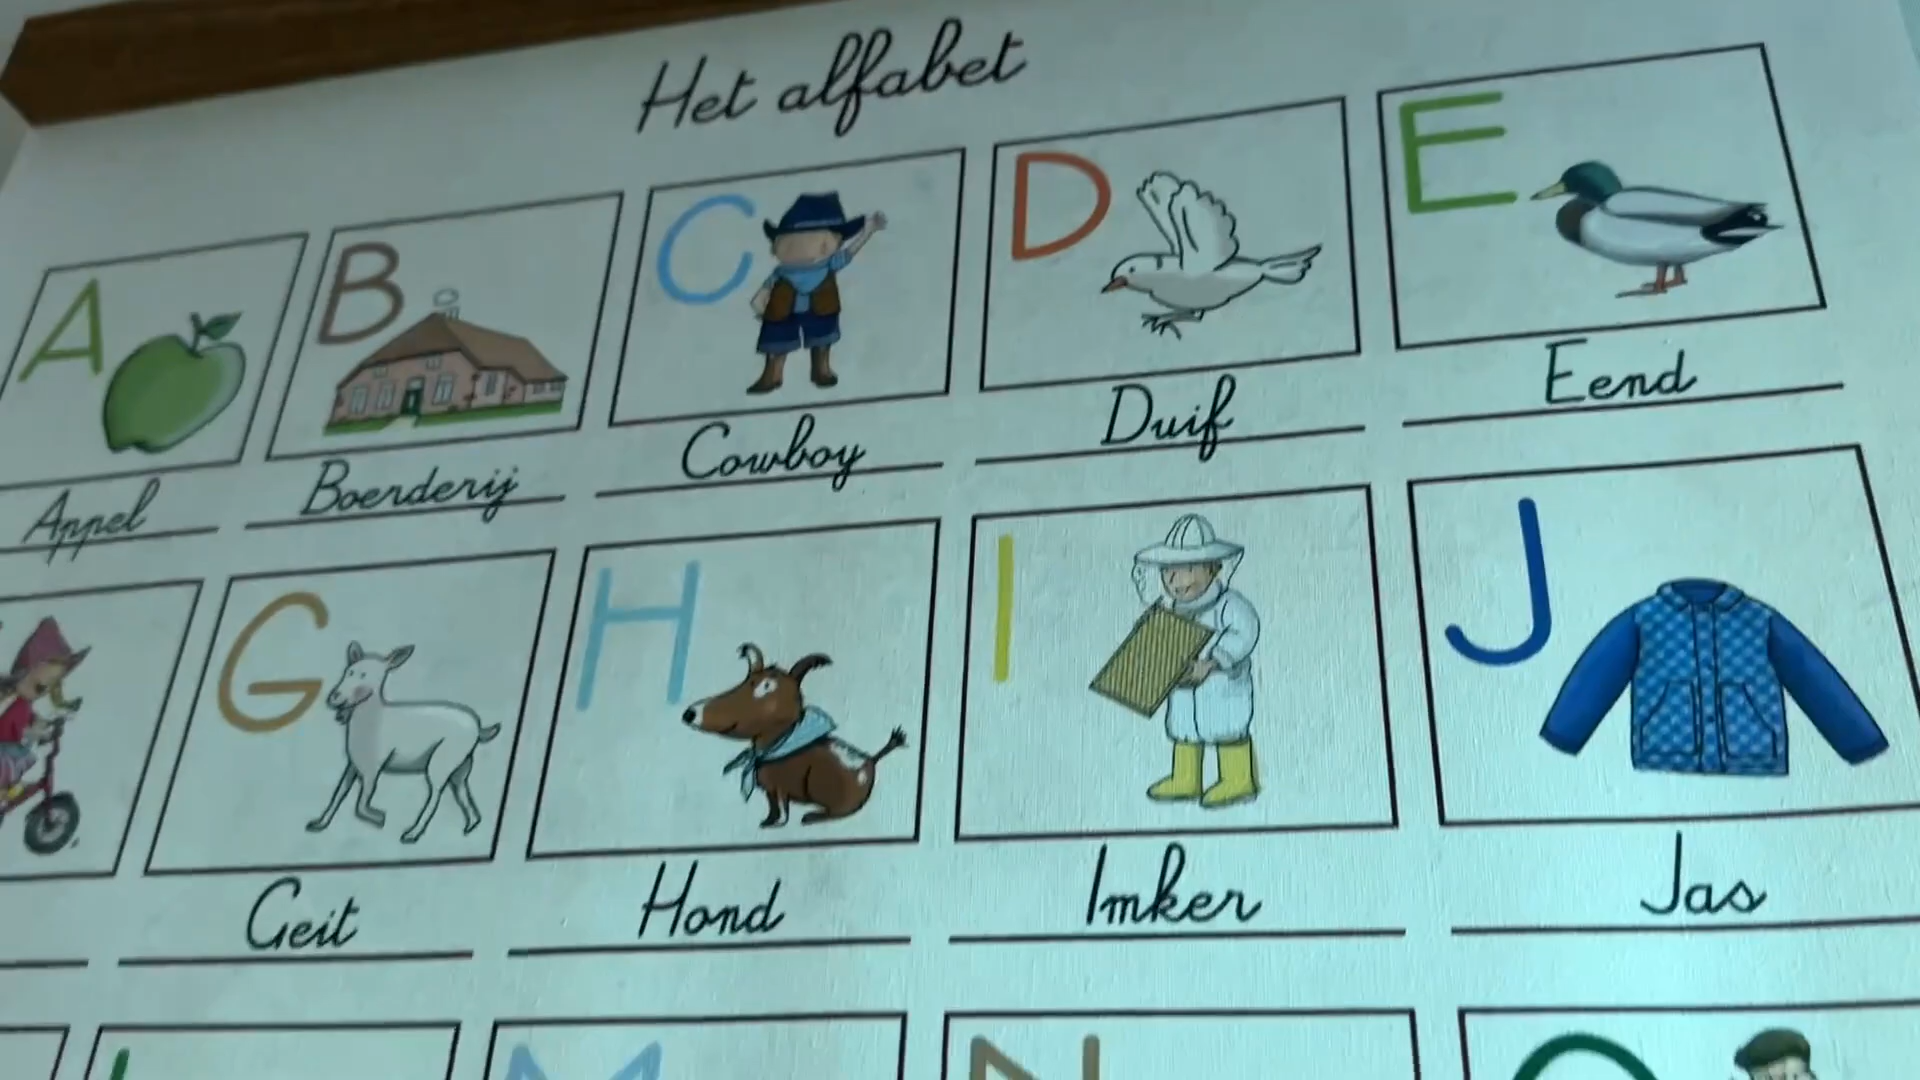 Het alfabet
A
B
C
D
E
Appel
Boerderij
Cowboy
Duif
Eend
G
H
I
J
Geit
Hond
Imker
Jas
M
N
O